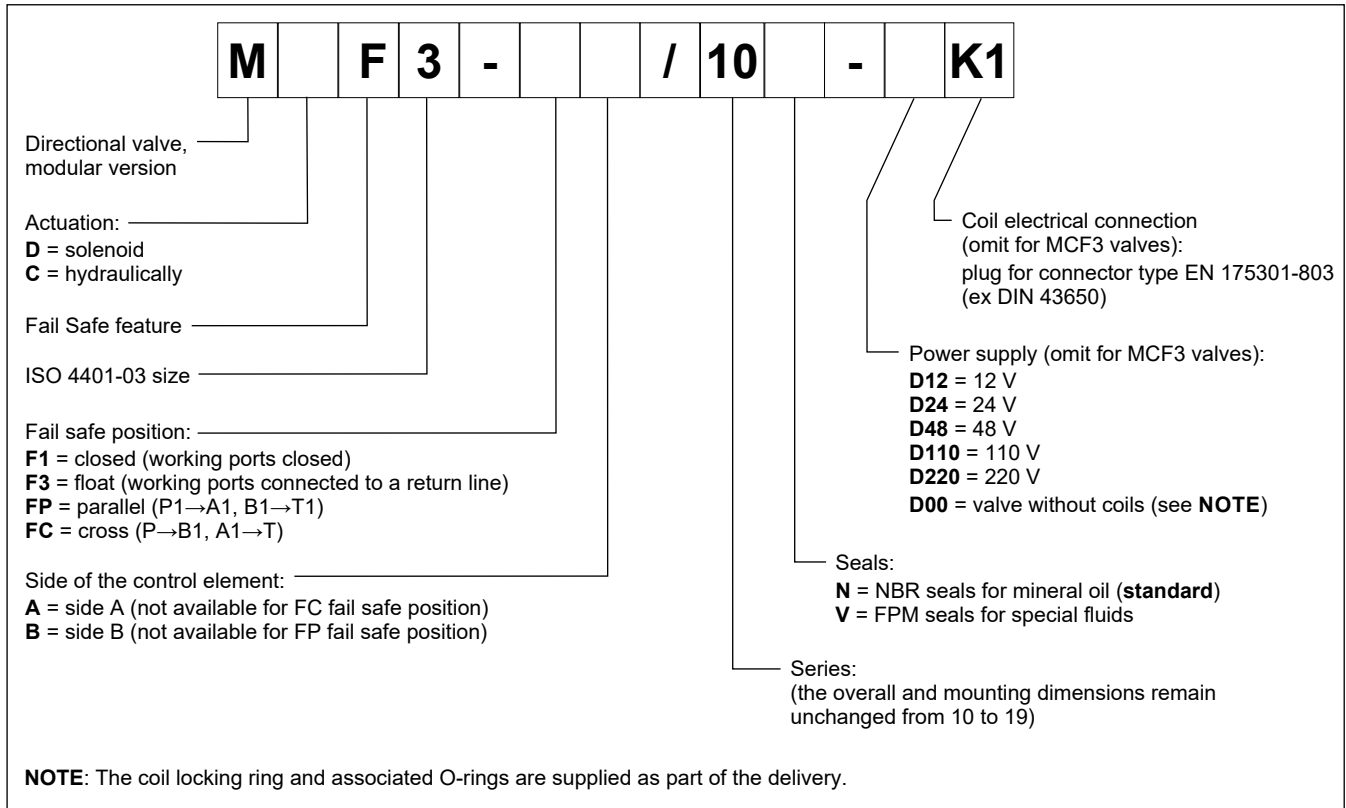 M F 3 - / 10 - K1
Directional valve,
modular version
Actuation:
D = solenoid
C = hydraulically
Fail Safe feature
ISO 4401-03 size
Fail safe position:
F1 = closed (working ports closed)
F3 = float (working ports connected to a return line)
FP = parallel (P1→A1, B1→T1)
FC = cross (P→B1, A1→T)
Side of the control element:
A = side A (not available for FC fail safe position)
B = side B (not available for FP fail safe position)
Coil electrical connection
(omit for MCF3 valves):
plug for connector type EN 175301-803
(ex DIN 43650)
Power supply (omit for MCF3 valves):
D12 = 12 V
D24 = 24 V
D48 = 48 V
D110 = 110 V
D220 = 220 V
D00 = valve without coils (see NOTE)
Seals:
N = NBR seals for mineral oil (standard)
V = FPM seals for special fluids
Series:
(the overall and mounting dimensions remain
unchanged from 10 to 19)
NOTE: The coil locking ring and associated O-rings are supplied as part of the delivery.